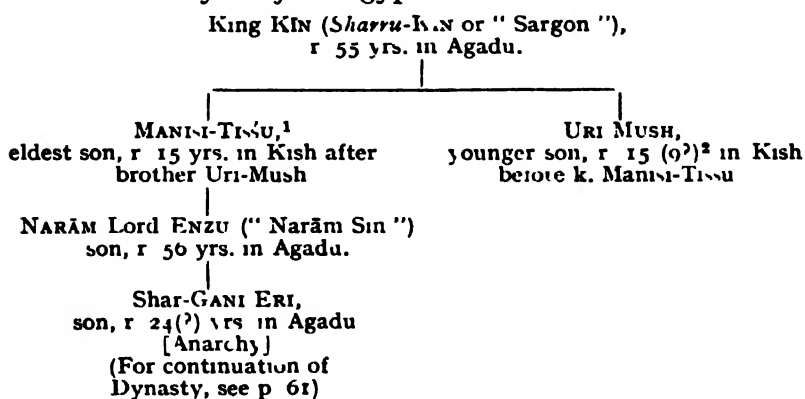 King KĪN (Sharru-KIN or “ Sargon ”),
r 55 yrs. in Agadu.
MANISI-TISSU,¹
eldest son, r 15 yrs. in Kish after
brother Uri-Mush
URI MUSH,
younger son, r 15 (9?)² in Kish
before k. Manisi-Tissu
NARĀM Lord ENZU (“ Narām Sin ”)
son, r 56 yrs. in Agadu.
Shar-GANI ERI,
son, r 24(?) yrs in Agadu
[Anarchy]
(For continuation of
Dynasty, see p 61)